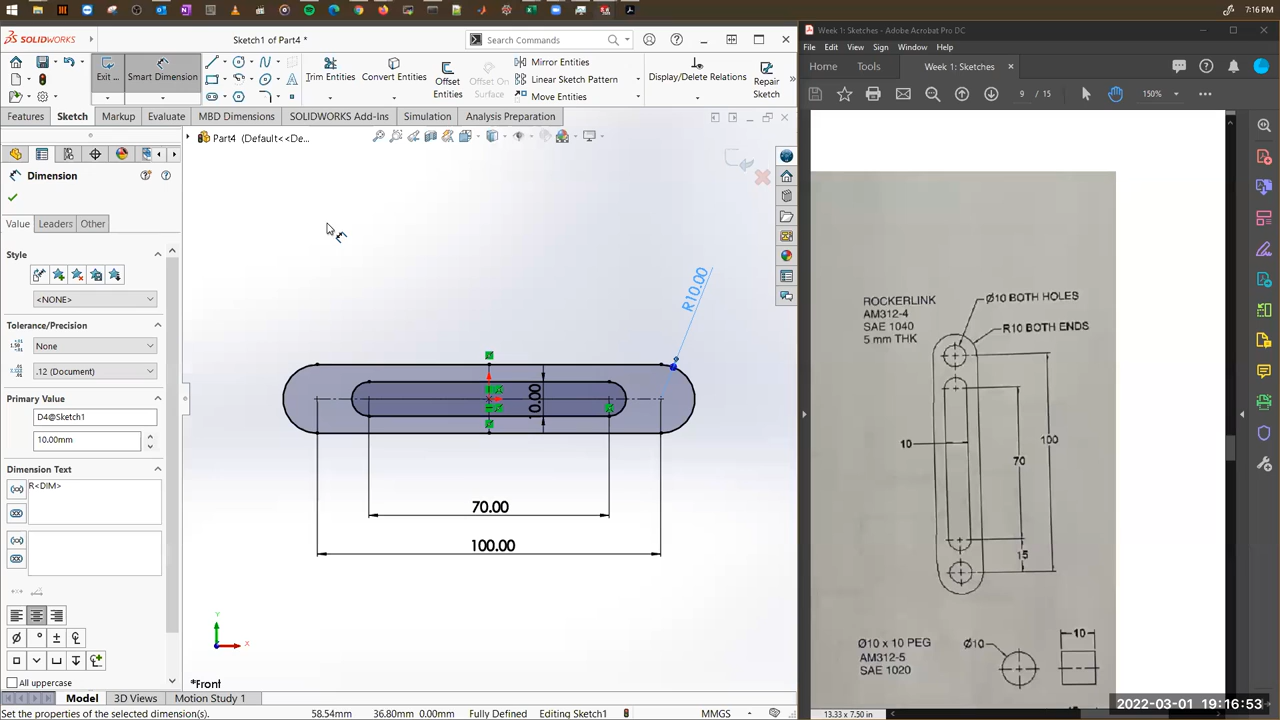 7:16 PM
SOLIDWORKS
Sketch1 of Part4 *
Search Commands
Exit ...
Smart Dimension
Trim Entities
Convert Entities
Offset Entities
Offset On Surface
Mirror Entities
Linear Sketch Pattern
Move Entities
Display/Delete Relations
Repair Sketch
Features
Sketch
Markup
Evaluate
MBD Dimensions
SOLIDWORKS Add-Ins
Simulation
Analysis Preparation
Part4 (Default<<De...
Dimension
Value
Leaders
Other
Style
<NONE>
Tolerance/Precision
None
.12 (Document)
Primary Value
D4@Sketch1
10.00mm
Dimension Text
R<DIM>
All uppercase
R10.00
10.00
70.00
100.00
Y
X
*Front
Model
3D Views
Motion Study 1
Set the properties of the selected dimension(s).
58.54mm
36.80mm
0.00mm
Fully Defined
Editing Sketch1
MMGS
Week 1: Sketches - Adobe Acrobat Pro DC
File
Edit
View
Sign
Window
Help
Home
Tools
Week 1: Sketches
9 / 15
150%
ROCKERLINK
AM312-4
SAE 1040
5 mm THK
Ø10 BOTH HOLES
R10 BOTH ENDS
10
70
100
15
Ø10 x 10 PEG
AM312-5
SAE 1020
Ø10
10
13.33 x 7.50 in
2022-03-01 19:16:53